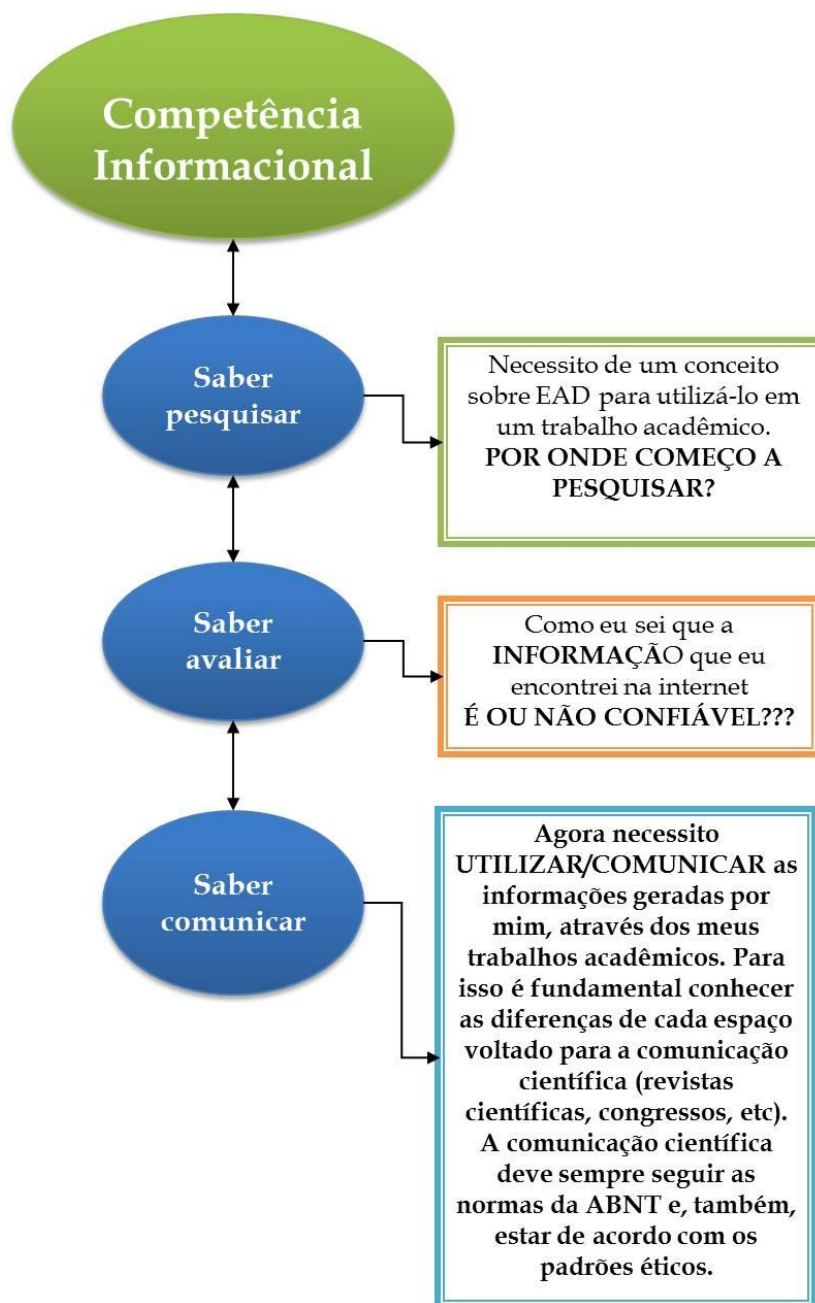 Competência
Informacional
Saber
pesquisar
Necessito de um conceito
sobre EAD para utilizá-lo em
um trabalho acadêmico.
POR ONDE COMEÇO A
PESQUISAR?
Saber
avaliar
Como eu sei que a
INFORMAÇÃO que eu
encontrei na internet
É OU NÃO CONFIÁVEL???
Saber
comunicar
Agora necessito
UTILIZAR/COMUNICAR as
informações geradas por
mim, através dos meus
trabalhos acadêmicos. Para
isso é fundamental conhecer
as diferenças de cada espaço
voltado para a comunicação
científica (revistas
científicas, congressos, etc).
A comunicação científica
deve sempre seguir as
normas da ABNT e, também,
estar de acordo com os
padrões éticos.